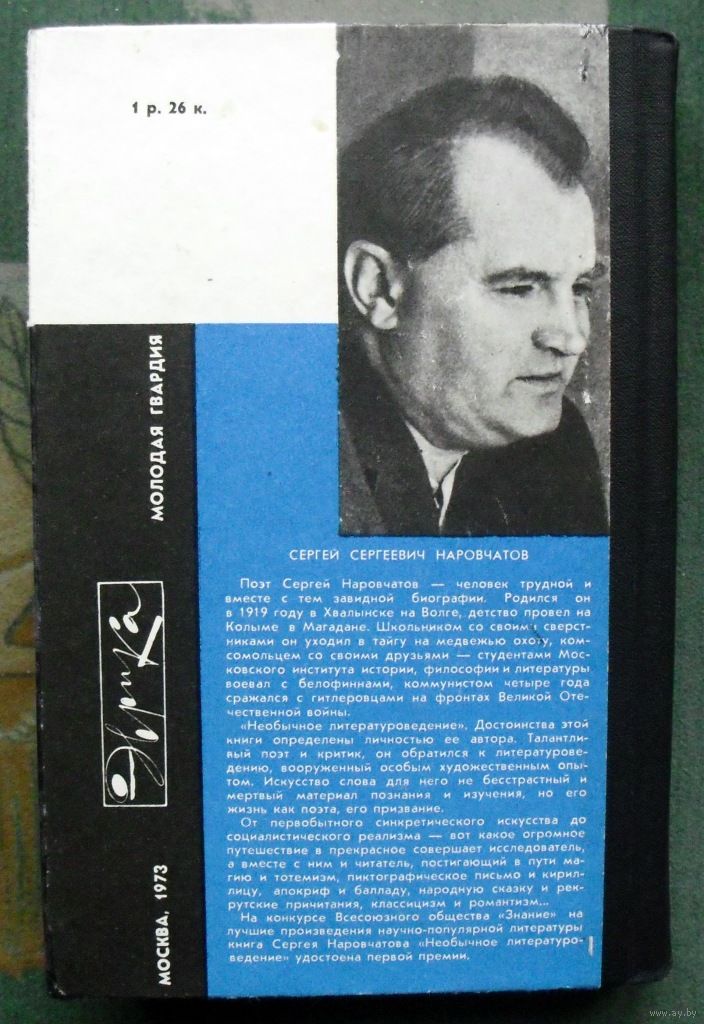 1 р. 26 к.
МОЛОДАЯ ГВАРДИЯ
Эврика
МОСКВА, 1973
СЕРГЕЙ СЕРГЕЕВИЧ НАРОВЧАТОВ
Поэт Сергей Наровчатов — человек трудной и
вместе с тем завидной биографии. Родился он
в 1919 году в Хвалынске на Волге, детство провел на
Колыме в Магадане. Школьником со своими сверст-
никами он уходил в тайгу на медвежью охоту, ком-
сомольцем со своими друзьями — студентами Мос-
ковского института истории, философии и литературы
воевал с белофиннами, коммунистом четыре года
сражался с гитлеровцами на фронтах Великой Оте-
чественной войны.
«Необычное литературоведение». Достоинства этой
книги определены личностью ее автора. Талантли-
вый поэт и критик, он обратился к литературове-
дению, вооруженный особым художественным опы-
том. Искусство слова для него не бесстрастный и
мертвый материал познания и изучения, но его
жизнь как поэта, его призвание.
От первобытного синкретического искусства до
социалистического реализма — вот какое огромное
путешествие в прекрасное совершает исследователь,
а вместе с ним и читатель, постигающий в пути ма-
гию и тотемизм, пиктографическое письмо и кирил-
лицу, апокриф и балладу, народную сказку и рек-
рутские причитания, классицизм и романтизм...
На конкурсе Всесоюзного общества «Знание» на
лучшие произведения научно-популярной литературы
книга Сергея Наровчатова «Необычное литературо-
ведение» удостоена первой премии.
www.ay.by